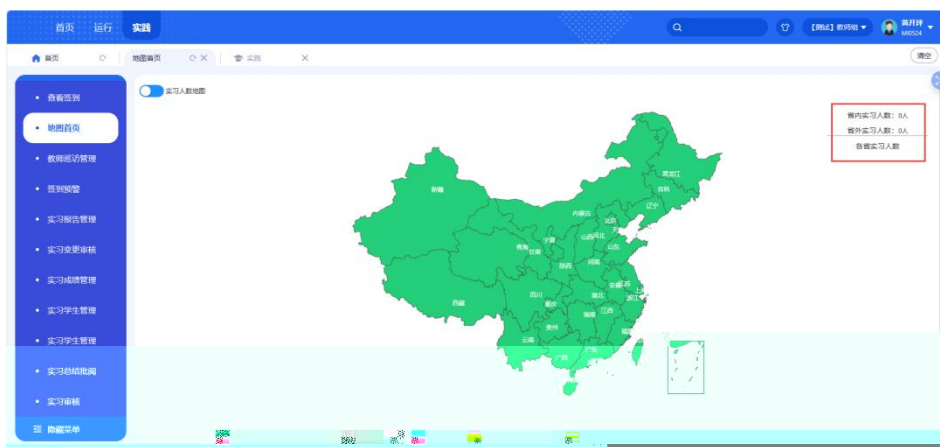 首页 运行 实践
【测试】教师组
黄开坪
M10524
首页
地图首页
实践
清空
查看签到
地图首页
教师巡访管理
签到预警
实习报告管理
实习变更审核
实习成绩管理
实习学生管理
实习学生管理
实习总结批阅
实习审核
隐藏菜单
实习人数地图
省内实习人数：0人
省外实习人数：0人
各省实习人数
黑龙江
吉林
辽宁
新疆
内蒙古
北京
宁夏
山西
河北
山东
青海
甘肃
陕西
河南
西藏
四川
重庆
湖北
安徽
江苏
浙江
湖南
江西
贵州
云南
广西